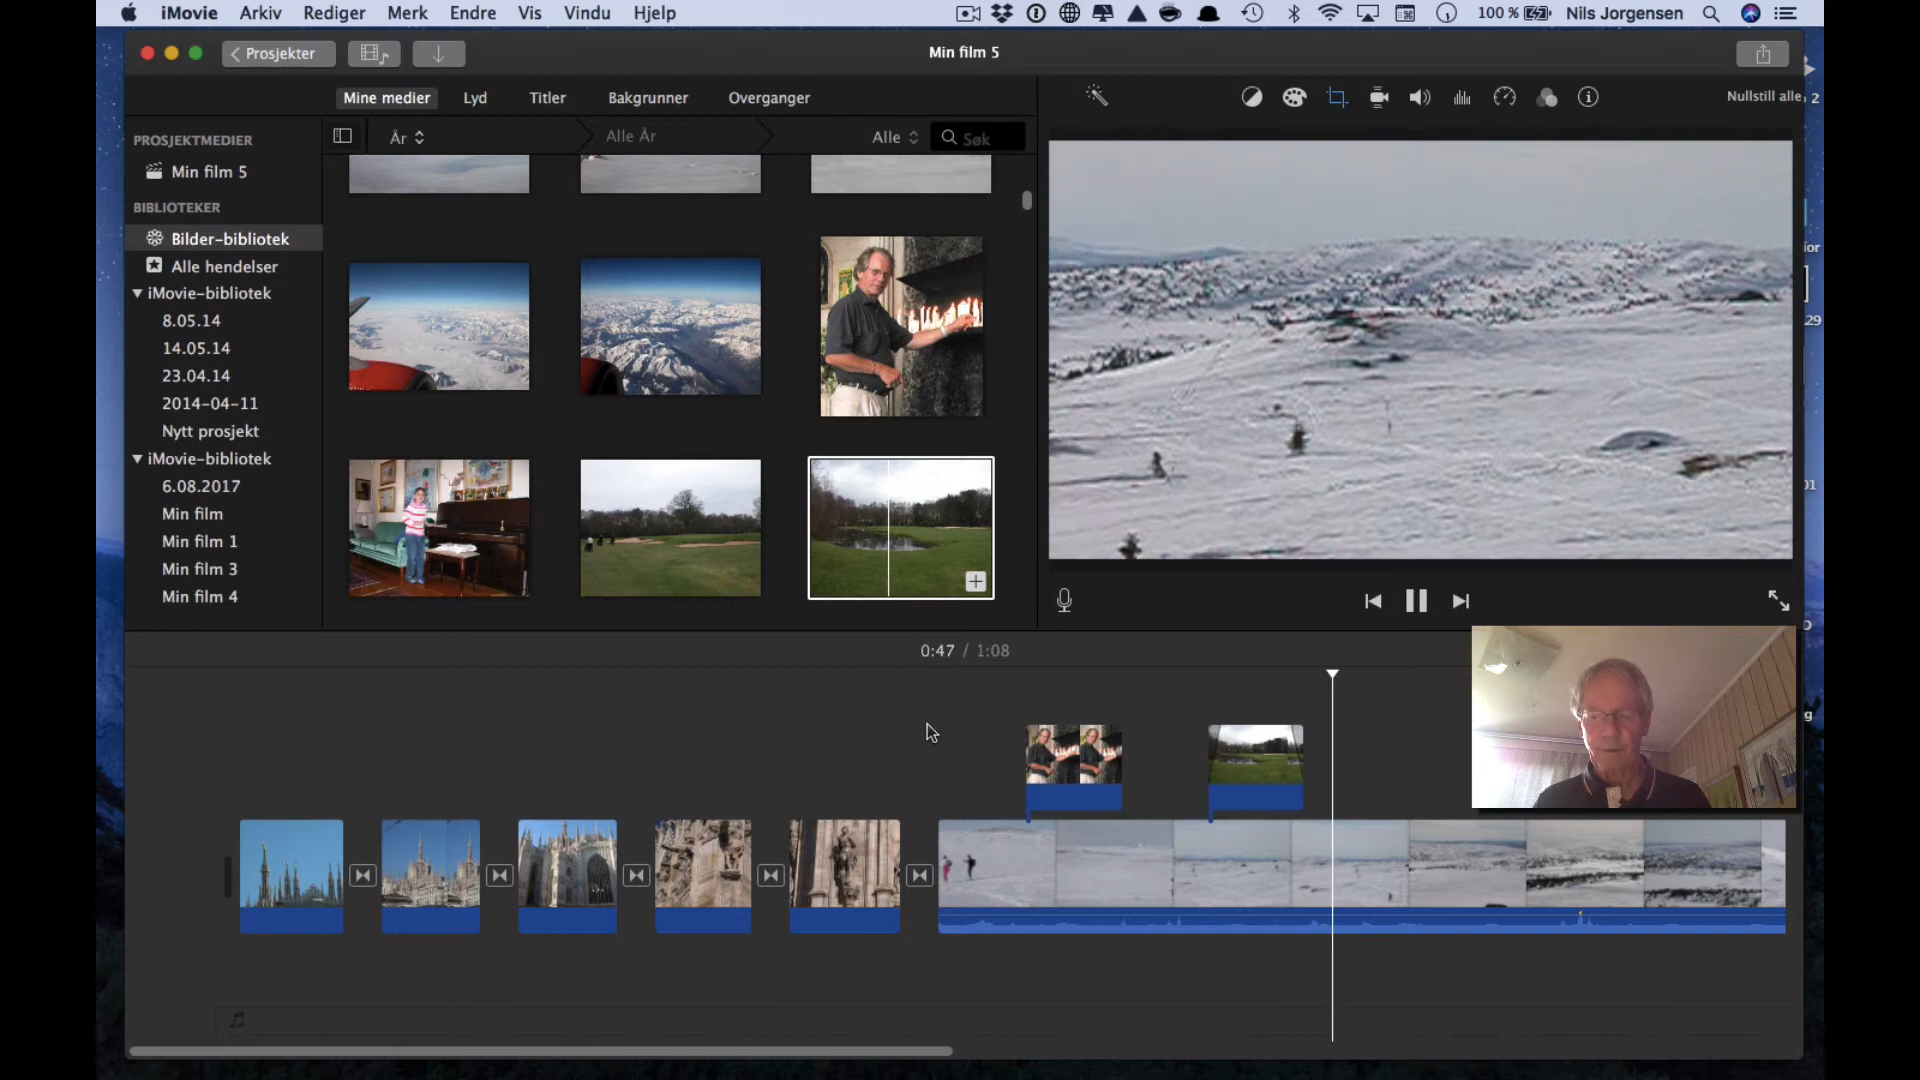 iMovie Arkiv Rediger Merk Endre Vis Vindu Hjelp 100 % Nils Jorgensen
Prosjekter
Min film 5
Mine medier Lyd Titler Bakgrunner Overganger
Nullstill alle
2
PROSJEKTMEDIER
Min film 5
BIBLIOTEKER
Bilder-bibliotek
Alle hendelser
iMovie-bibliotek
8.05.14
14.05.14
23.04.14
2014-04-11
Nytt prosjekt
iMovie-bibliotek
6.08.2017
Min film
Min film 1
Min film 3
Min film 4
År Alle År Alle Søk
0:47 / 1:08